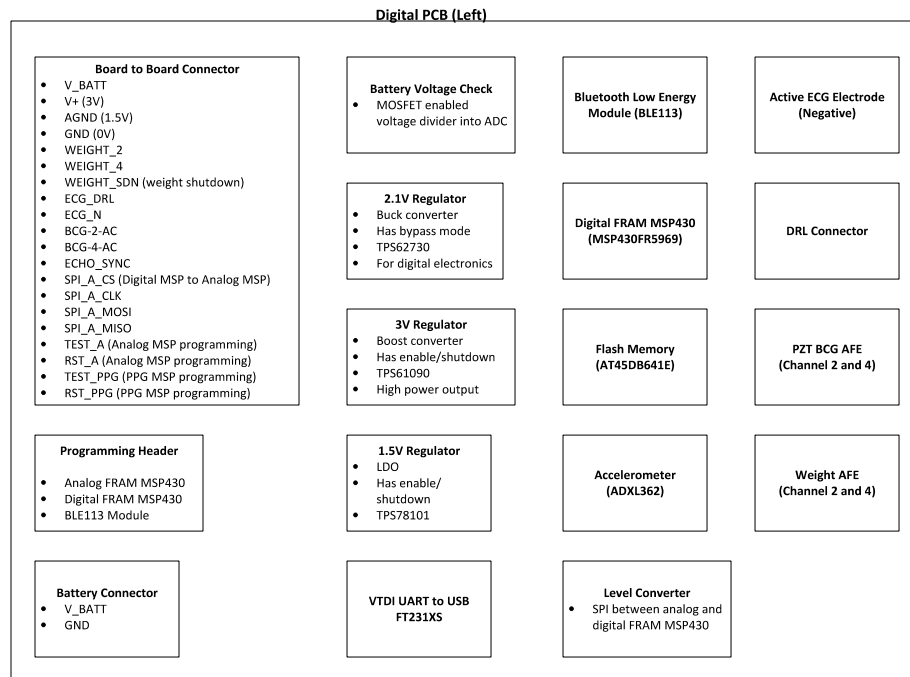 Digital PCB (Left)
Board to Board Connector
• V_BATT
• V+ (3V)
• AGND (1.5V)
• GND (0V)
• WEIGHT_2
• WEIGHT_4
• WEIGHT_SDN (weight shutdown)
• ECG_DRL
• ECG_N
• BCG-2-AC
• BCG-4-AC
• ECHO_SYNC
• SPI_A_CS (Digital MSP to Analog MSP)
• SPI_A_CLK
• SPI_A_MOSI
• SPI_A_MISO
• TEST_A (Analog MSP programming)
• RST_A (Analog MSP programming)
• TEST_PPG (PPG MSP programming)
• RST_PPG (PPG MSP programming)
Programming Header
• Analog FRAM MSP430
• Digital FRAM MSP430
• BLE113 Module
Battery Connector
• V_BATT
• GND
Battery Voltage Check
• MOSFET enabled
voltage divider into ADC
2.1V Regulator
• Buck converter
• Has bypass mode
• TPS62730
• For digital electronics
3V Regulator
• Boost converter
• Has enable/shutdown
• TPS61090
• High power output
1.5V Regulator
• LDO
• Has enable/
shutdown
• TPS78101
VTDI UART to USB
FT231XS
Bluetooth Low Energy
Module (BLE113)
Digital FRAM MSP430
(MSP430FR5969)
Flash Memory
(AT45DB641E)
Accelerometer
(ADXL362)
Level Converter
• SPI between analog and
digital FRAM MSP430
Active ECG Electrode
(Negative)
DRL Connector
PZT BCG AFE
(Channel 2 and 4)
Weight AFE
(Channel 2 and 4)